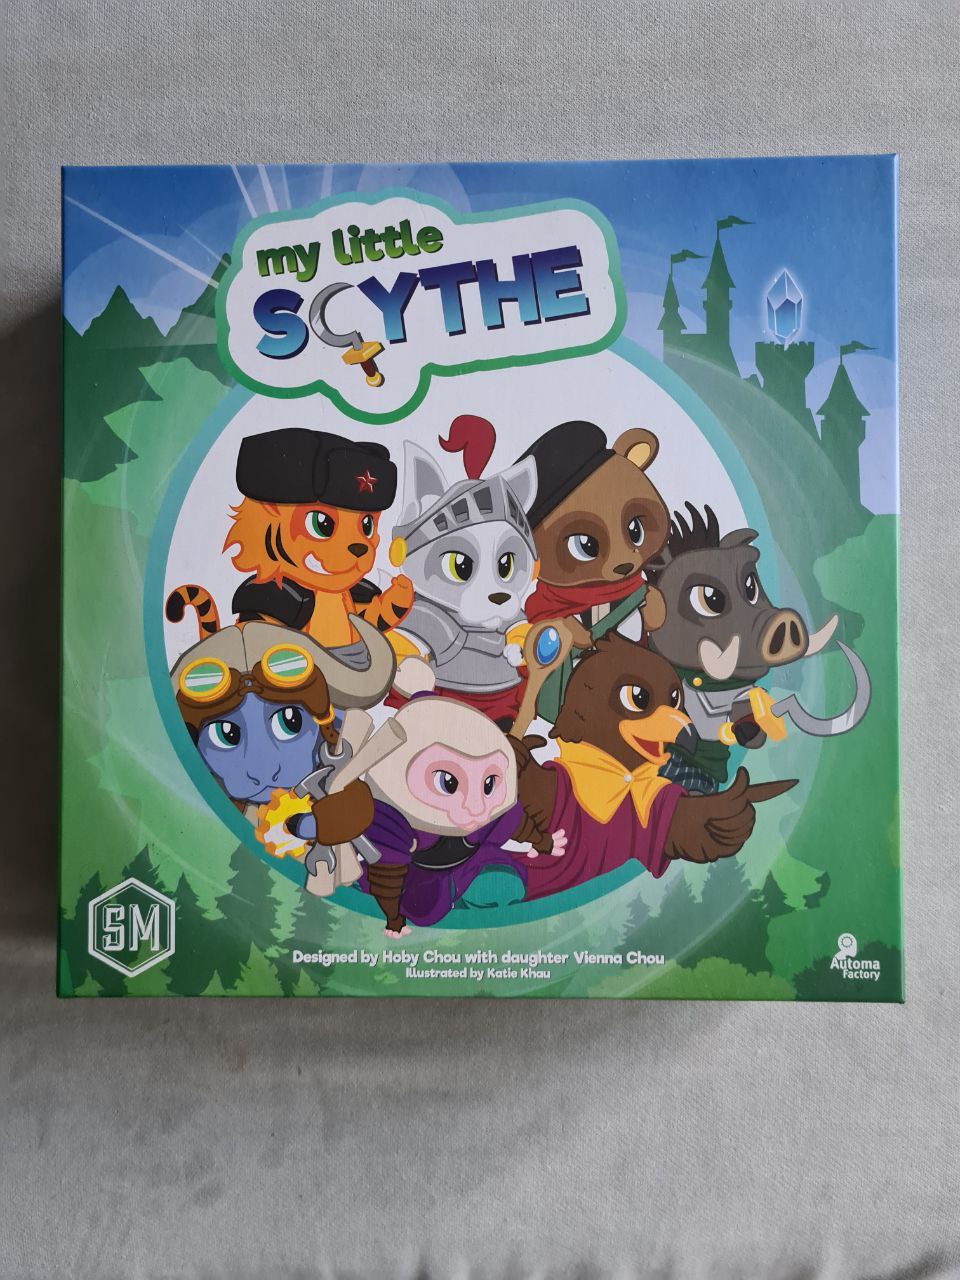 my little
SCYTHE
SM
Designed by Hoby Chou with daughter Vienna Chou
Illustrated by Katie Khau
Automa
Factory